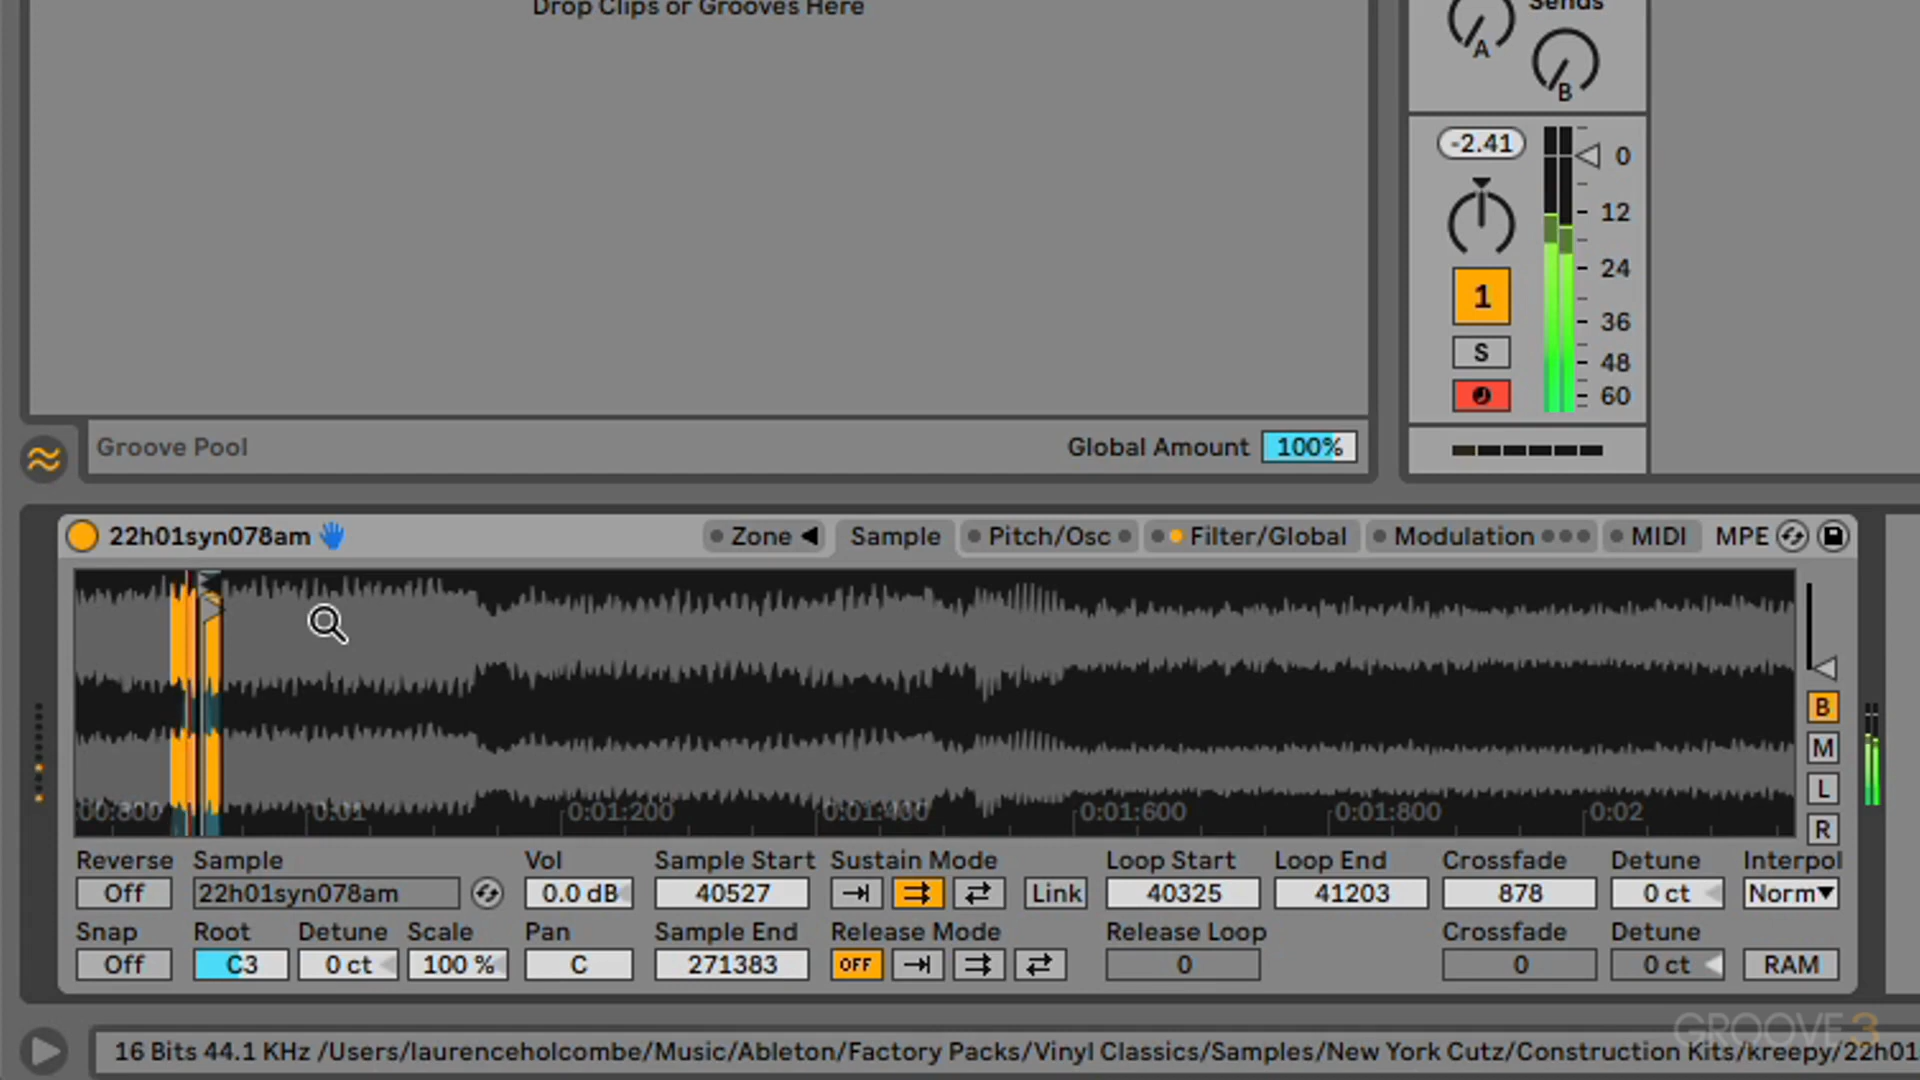 Drop Clips or Grooves Here
Sends
A
B
-2.41
0
12
24
36
48
60
1
S
Groove Pool
Global Amount 100%
22h01syn078am
Zone Sample Pitch/Osc Filter/Global Modulation MIDI MPE
B
M
L
R
:00:800 0:01 0:01:200 0:01:400 0:01:600 0:01:800 0:02
Reverse Sample Vol Sample Start Sustain Mode Loop Start Loop End Crossfade Detune Interpol
Off 22h01syn078am 0.0 dB 40527 Link 40325 41203 878 0 ct Norm
Snap Root Detune Scale Pan Sample End Release Mode Release Loop Crossfade Detune
Off C3 0 ct 100 % C 271383 OFF 0 0 0 ct RAM
GROOVE3
16 Bits 44.1 KHz /Users/laurenceholcombe/Music/Ableton/Factory Packs/Vinyl Classics/Samples/New York Cutz/Construction Kits/kreepy/22h01